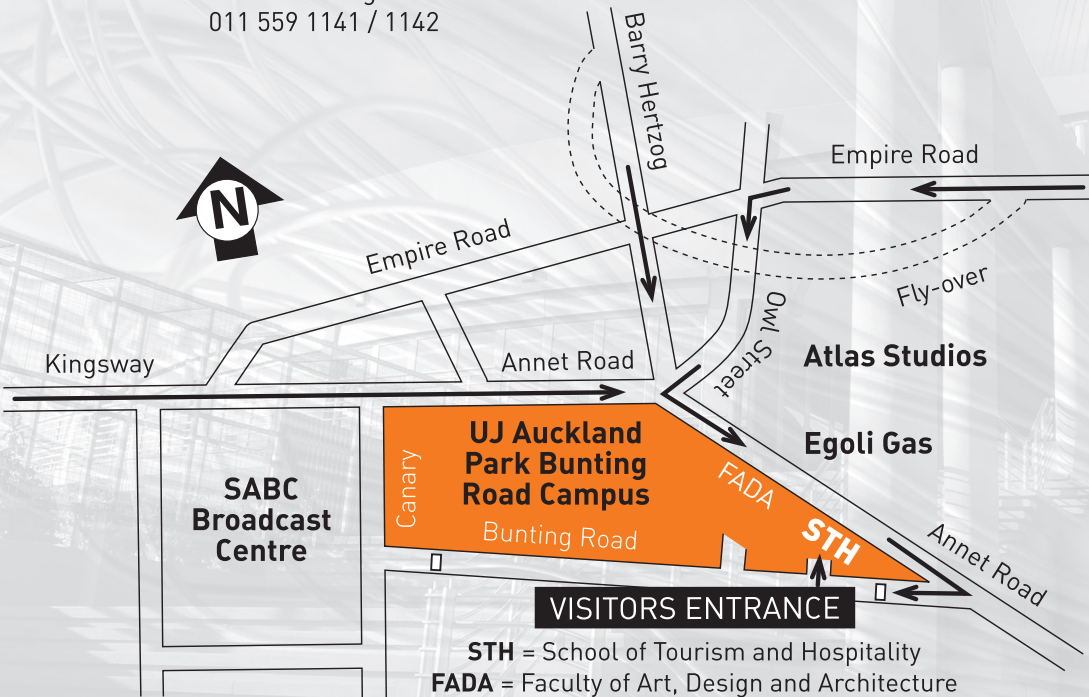 011 559 1141 / 1142
Barry Hertzog
Empire Road
N
Empire Road
Fly-over
Owl Street
Kingsway
Annet Road
Atlas Studios
Egoli Gas
UJ Auckland
Park Bunting
Road Campus
SABC
Broadcast
Centre
Canary
FADA
Bunting Road
STH
Annet Road
VISITORS ENTRANCE
STH = School of Tourism and Hospitality
FADA = Faculty of Art, Design and Architecture